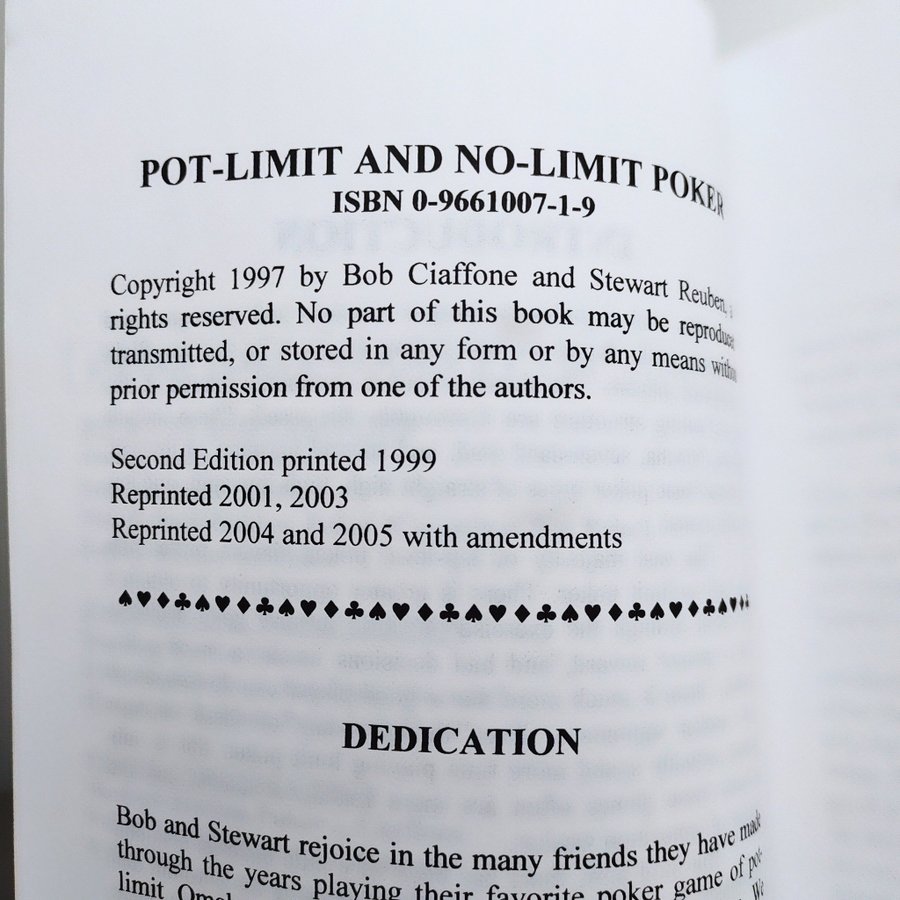 POT-LIMIT AND NO-LIMIT POKER
ISBN 0-9661007-1-9
Copyright 1997 by Bob Ciaffone and Stewart Reuben,
rights reserved. No part of this book may be
transmitted, or stored in any form or by any means
prior permission from one of the authors.
Second Edition printed 1999
Reprinted 2001, 2003
Reprinted 2004 and 2005 with amendments
DEDICATION
Bob and Stewart rejoice in the many friends they have made
through the years playing their favorite poker game of pot-
limit